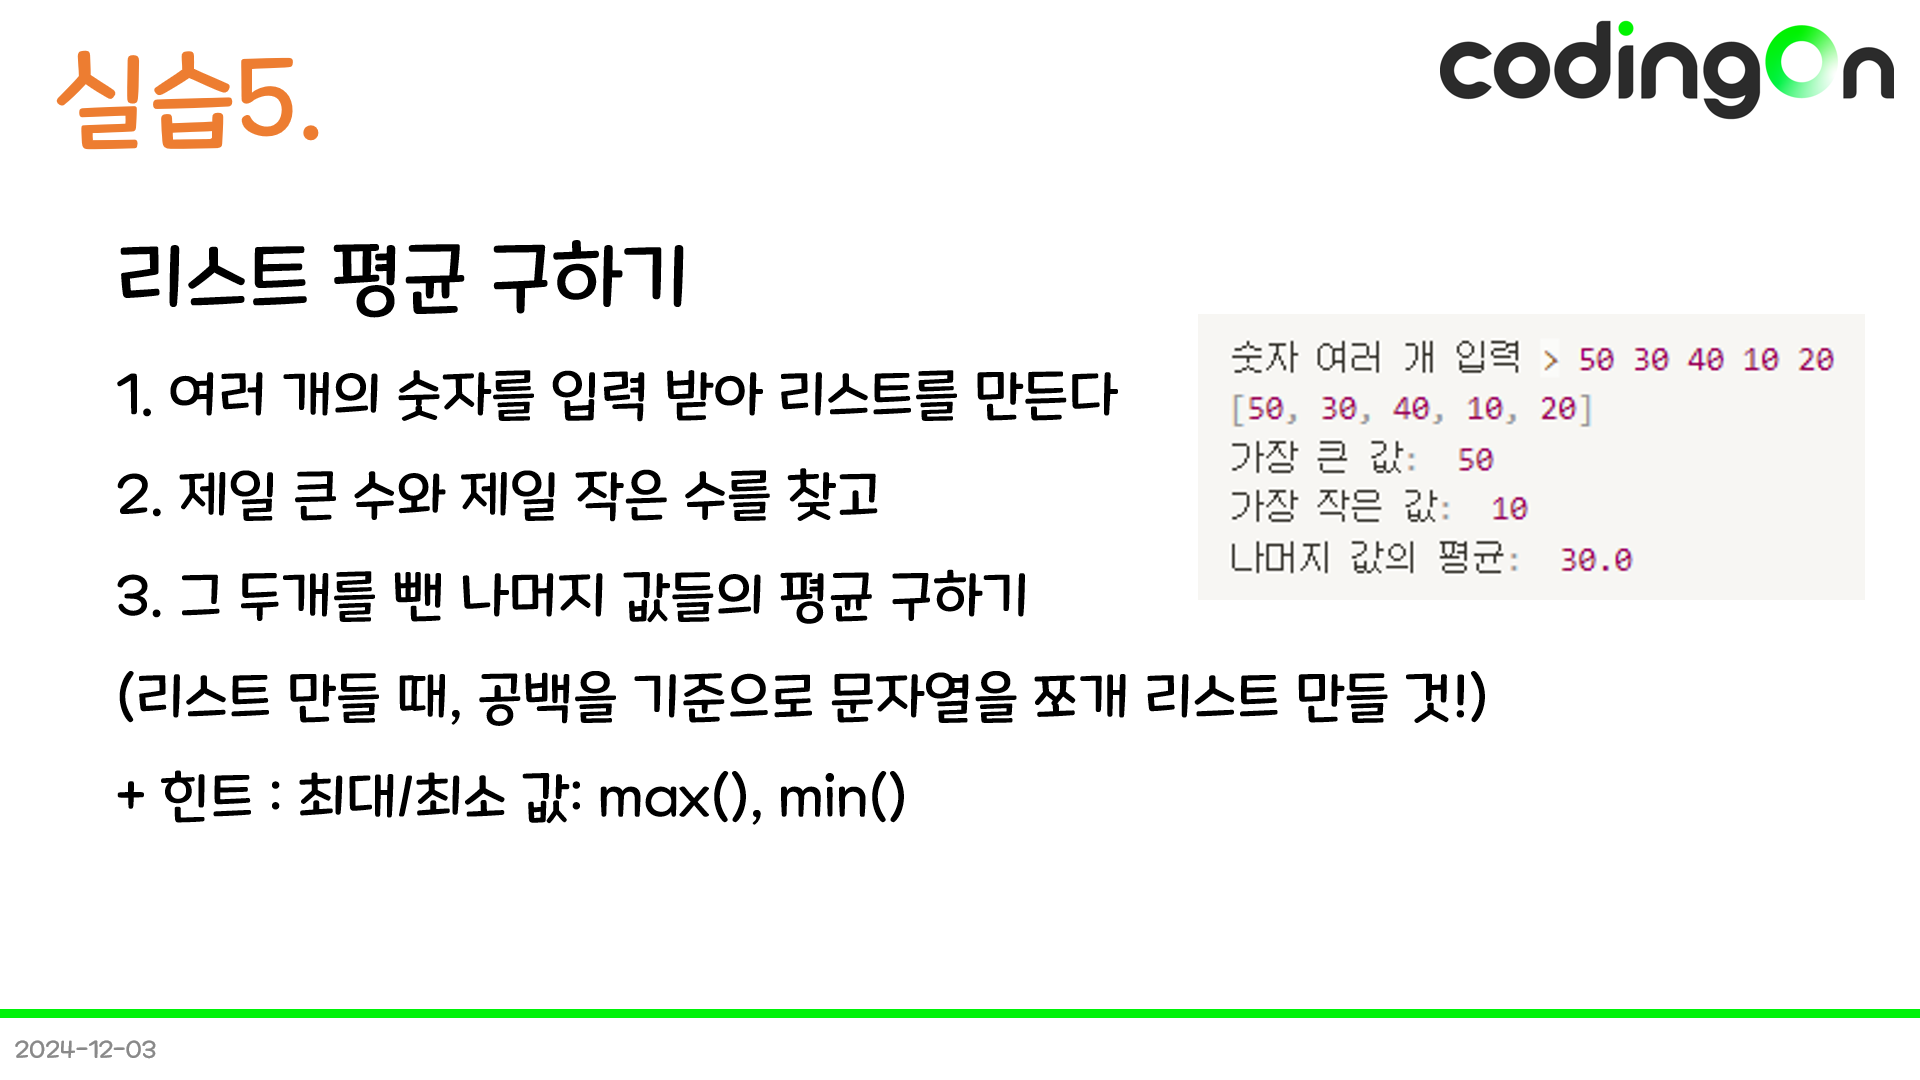 실습5.
codingOn
리스트 평균 구하기
1. 여러 개의 숫자를 입력 받아 리스트를 만든다
2. 제일 큰 수와 제일 작은 수를 찾고
3. 그 두개를 뺀 나머지 값들의 평균 구하기
(리스트 만들 때, 공백을 기준으로 문자열을 쪼개 리스트 만들 것!)
+ 힌트 : 최대/최소 값: max(), min()
숫자 여러 개 입력 > 50 30 40 10 20
[50, 30, 40, 10, 20]
가장 큰 값: 50
가장 작은 값: 10
나머지 값의 평균: 30.0
2024-12-03